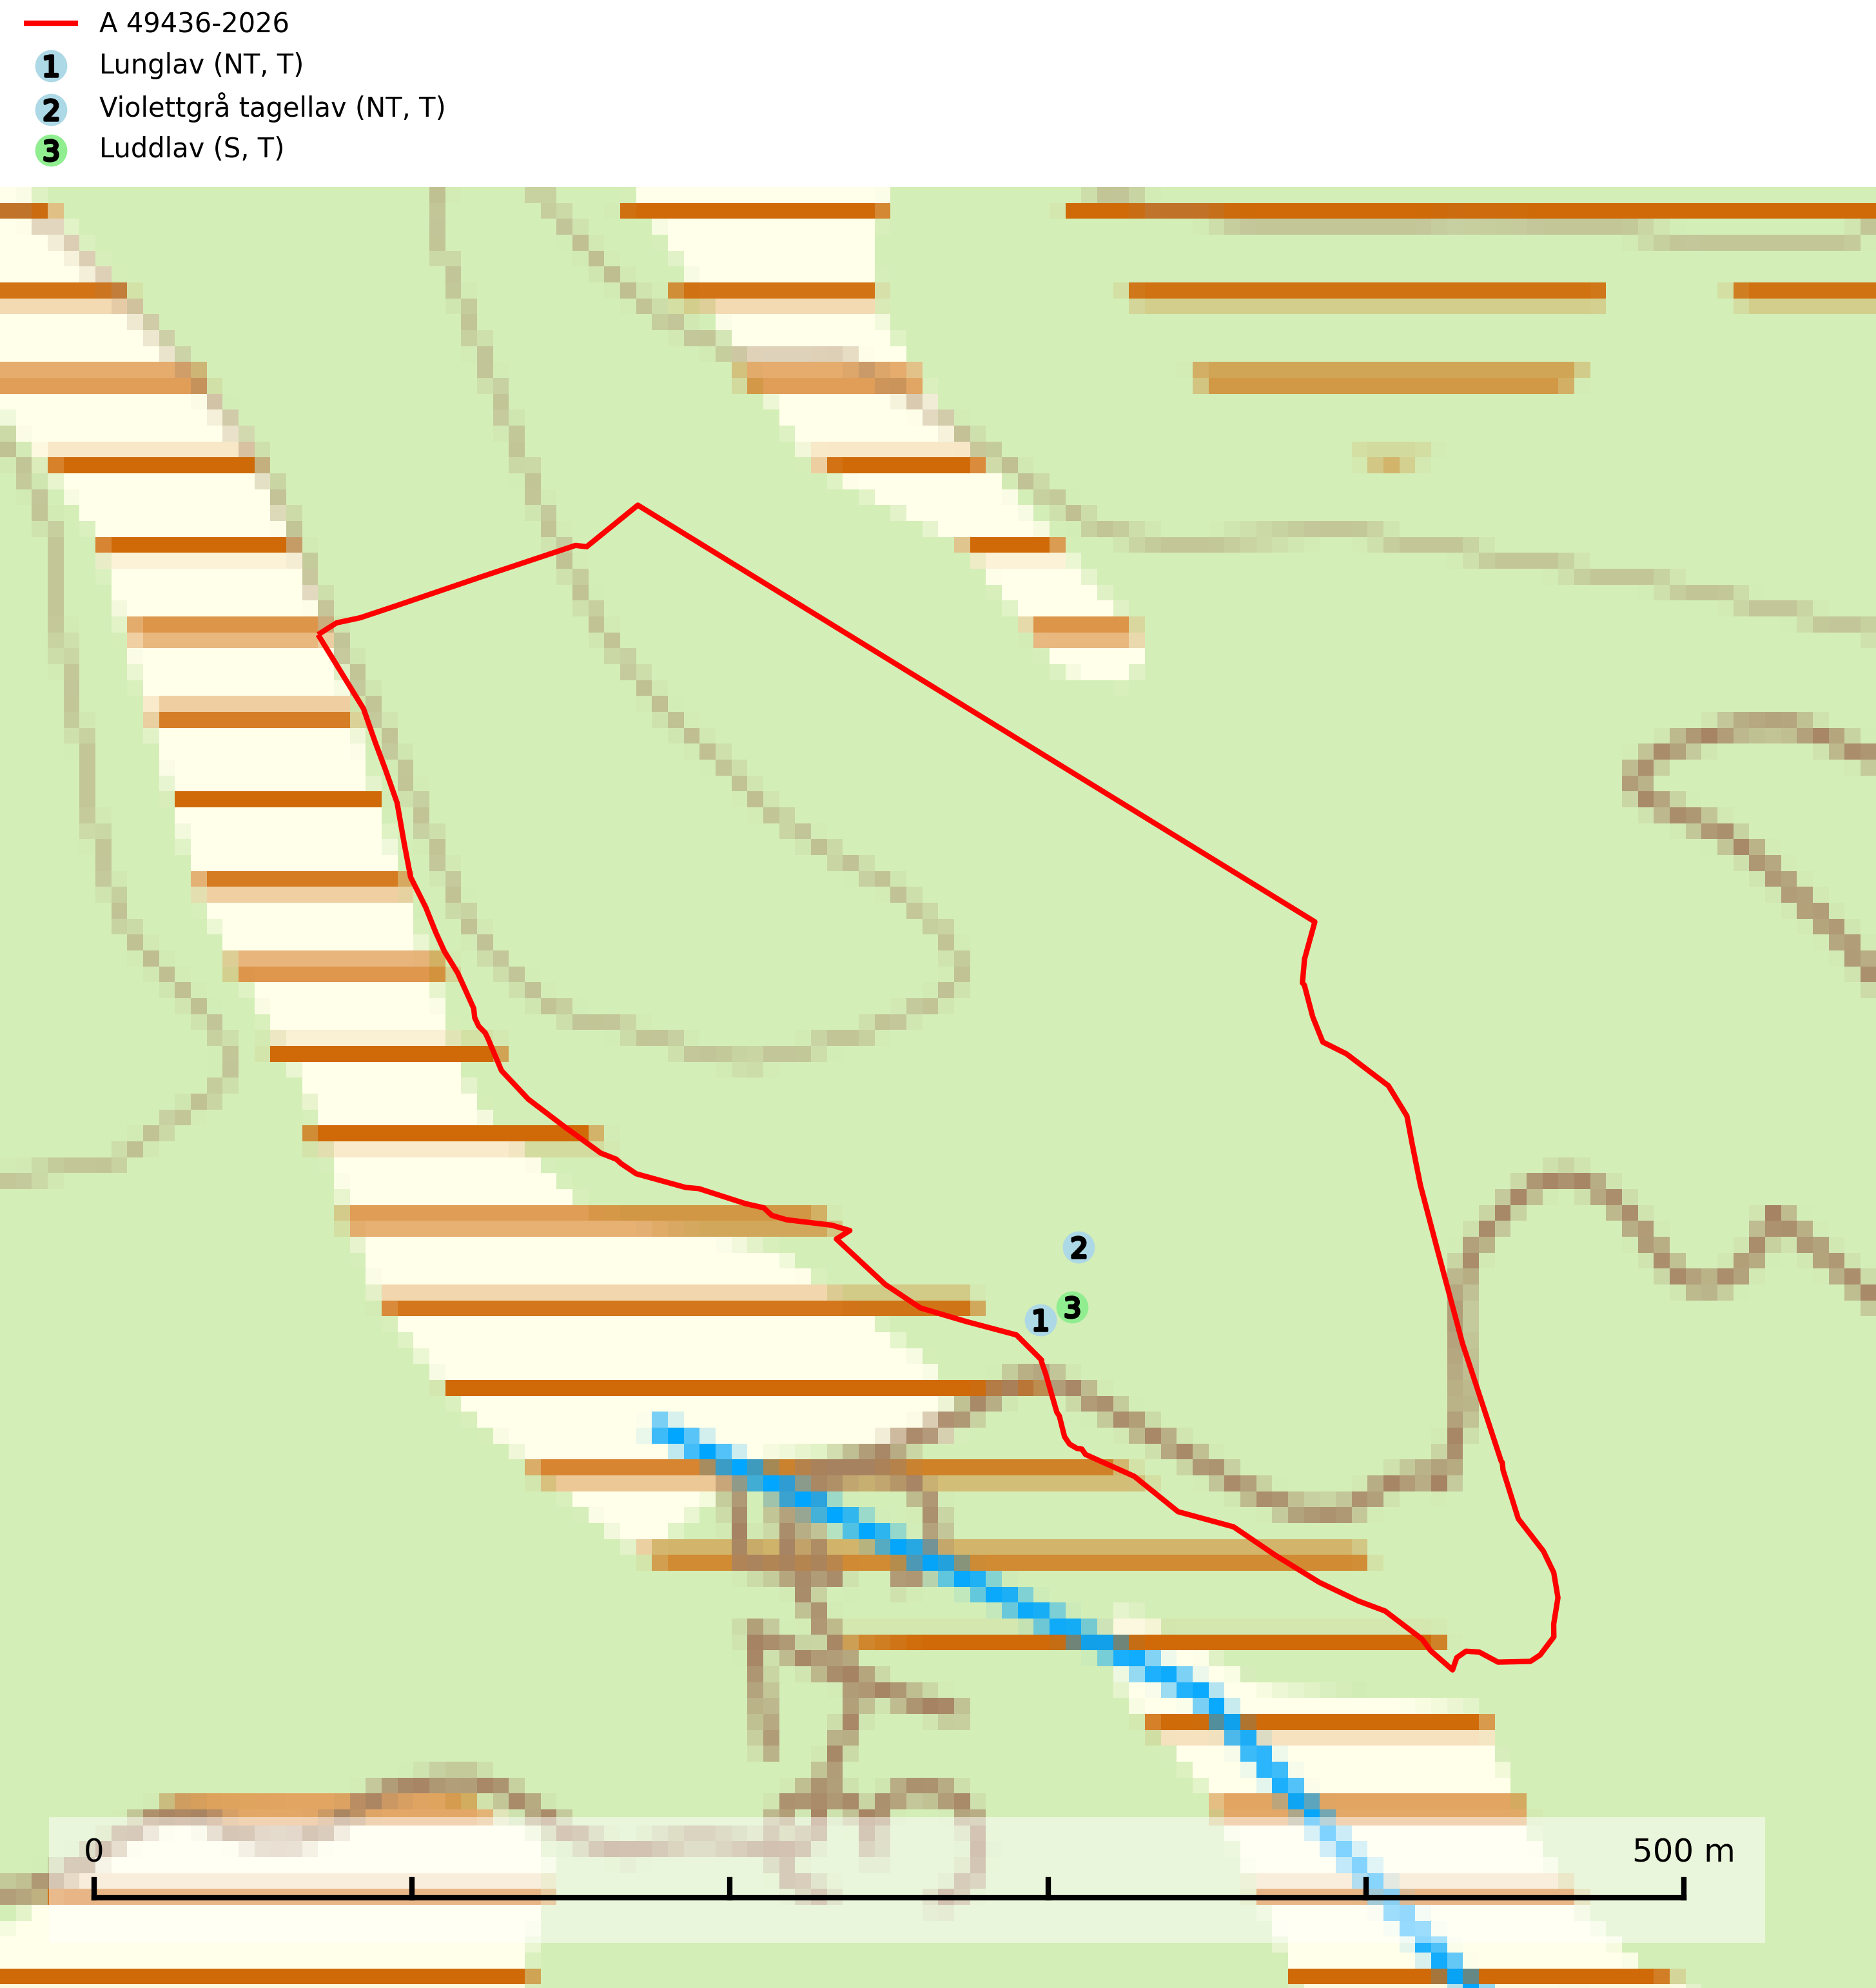 A 49436-2026
1 Lunglav (NT, T)
2 Violettgrå tagellav (NT, T)
3 Luddlav (S, T)
2
3
1
0 500 m